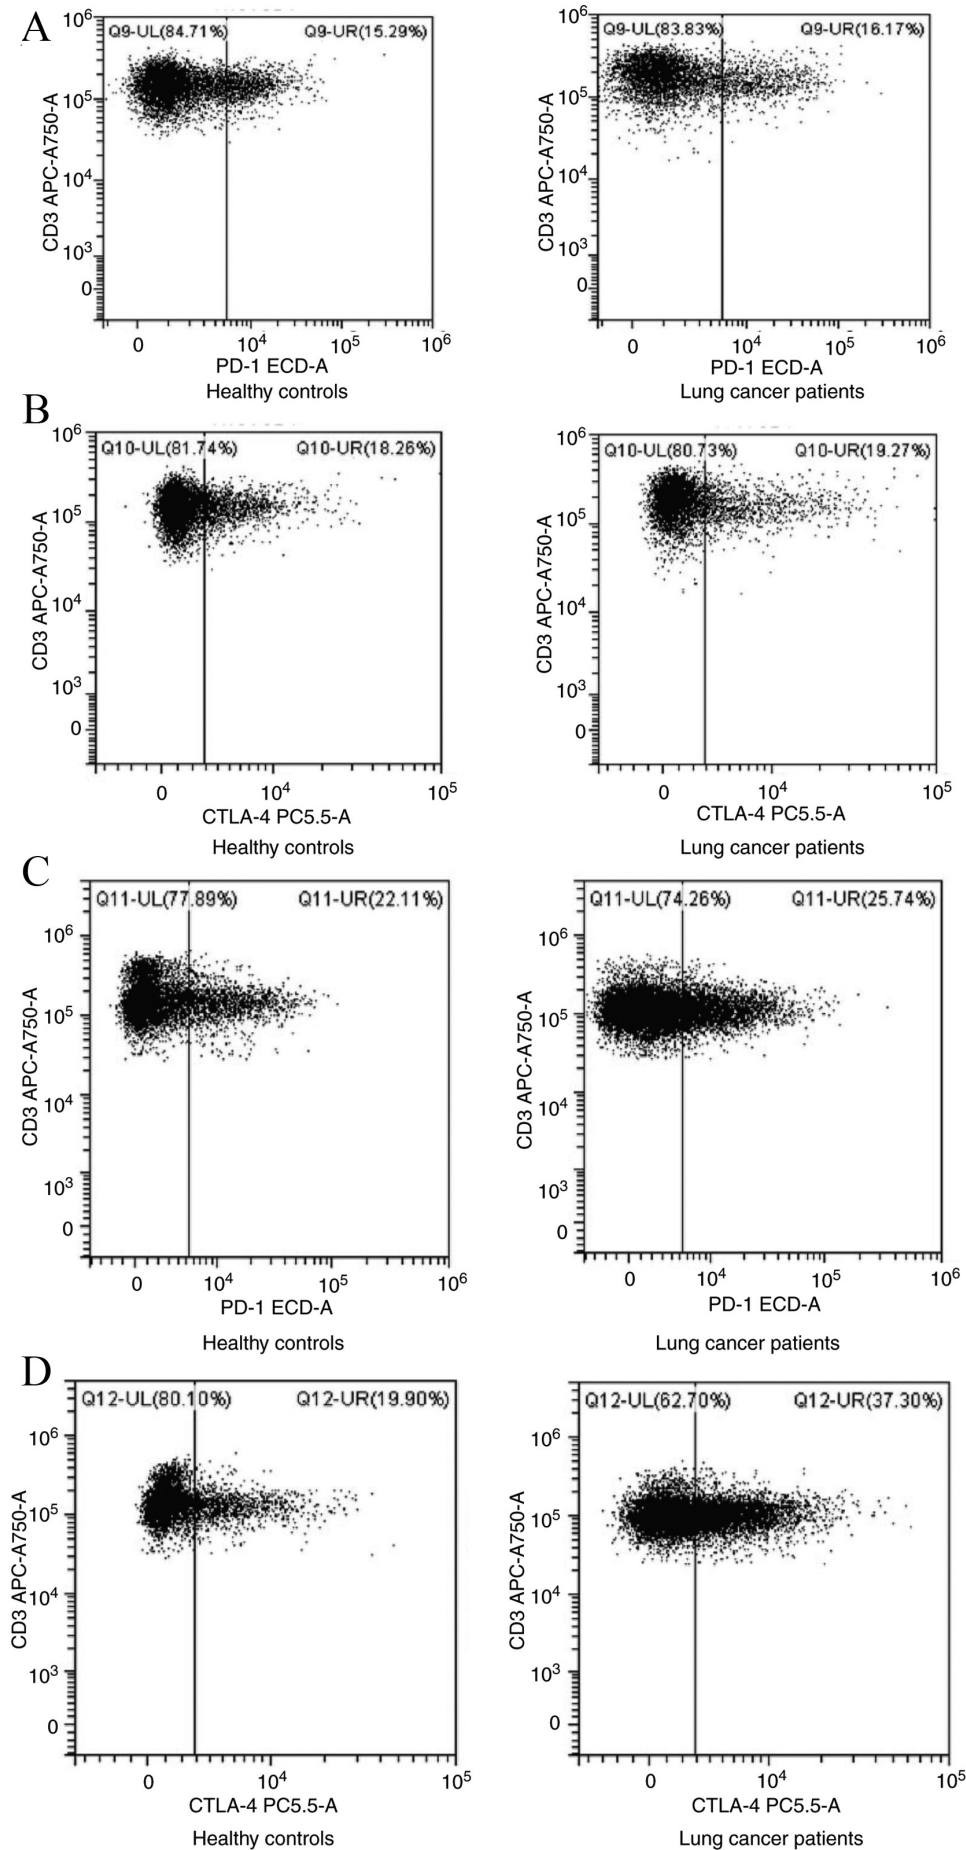 A
Q9-UL(84.71%) Q9-UR(15.29%)
10^6
10^5
10^4
10^3
0
CD3 APC-A750-A
0 10^4 10^5 10^6
PD-1 ECD-A
Healthy controls
Q9-UL(83.83%) Q9-UR(16.17%)
10^6
10^5
10^4
10^3
0
CD3 APC-A750-A
0 10^4 10^5 10^6
PD-1 ECD-A
Lung cancer patients
B
Q10-UL(81.74%) Q10-UR(18.26%)
10^6
10^5
10^4
10^3
0
CD3 APC-A750-A
0 10^4 10^5
CTLA-4 PC5.5-A
Healthy controls
Q10-UL(80.73%) Q10-UR(19.27%)
10^6
10^5
10^4
10^3
0
CD3 APC-A750-A
0 10^4 10^5
CTLA-4 PC5.5-A
Lung cancer patients
C
Q11-UL(77.89%) Q11-UR(22.11%)
10^6
10^5
10^4
10^3
0
CD3 APC-A750-A
0 10^4 10^5 10^6
PD-1 ECD-A
Healthy controls
Q11-UL(74.26%) Q11-UR(25.74%)
10^6
10^5
10^4
10^3
0
CD3 APC-A750-A
0 10^4 10^5 10^6
PD-1 ECD-A
Lung cancer patients
D
Q12-UL(80.10%) Q12-UR(19.90%)
10^6
10^5
10^4
10^3
0
CD3 APC-A750-A
0 10^4 10^5
CTLA-4 PC5.5-A
Healthy controls
Q12-UL(62.70%) Q12-UR(37.30%)
10^6
10^5
10^4
10^3
0
CD3 APC-A750-A
0 10^4 10^5
CTLA-4 PC5.5-A
Lung cancer patients